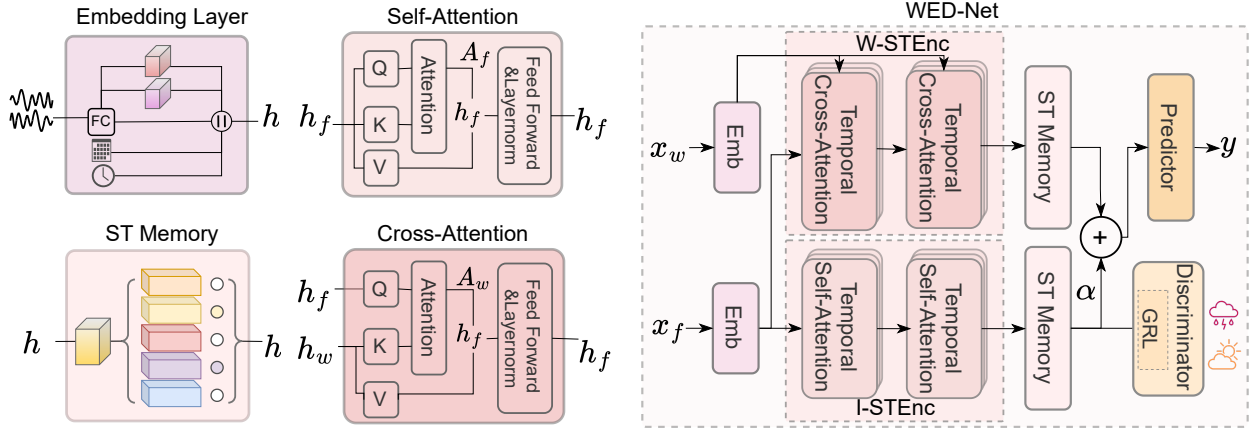 Embedding Layer
FC
h
Self-Attention
h_f
Q
K
V
Attention
A_f
h_f
Feed Forward
&Layernorm
h_f
ST Memory
h
h
Cross-Attention
h_f
h_w
Q
K
V
Attention
A_w
h_f
Feed Forward
&Layernorm
h_f
WED-Net
W-STEnc
x_w
Emb
Temporal
Cross-Attention
Temporal
Cross-Attention
ST Memory
Predictor
y
+
α
x_f
Emb
Temporal
Self-Attention
Temporal
Self-Attention
ST Memory
Discriminator
GRL
I-STEnc